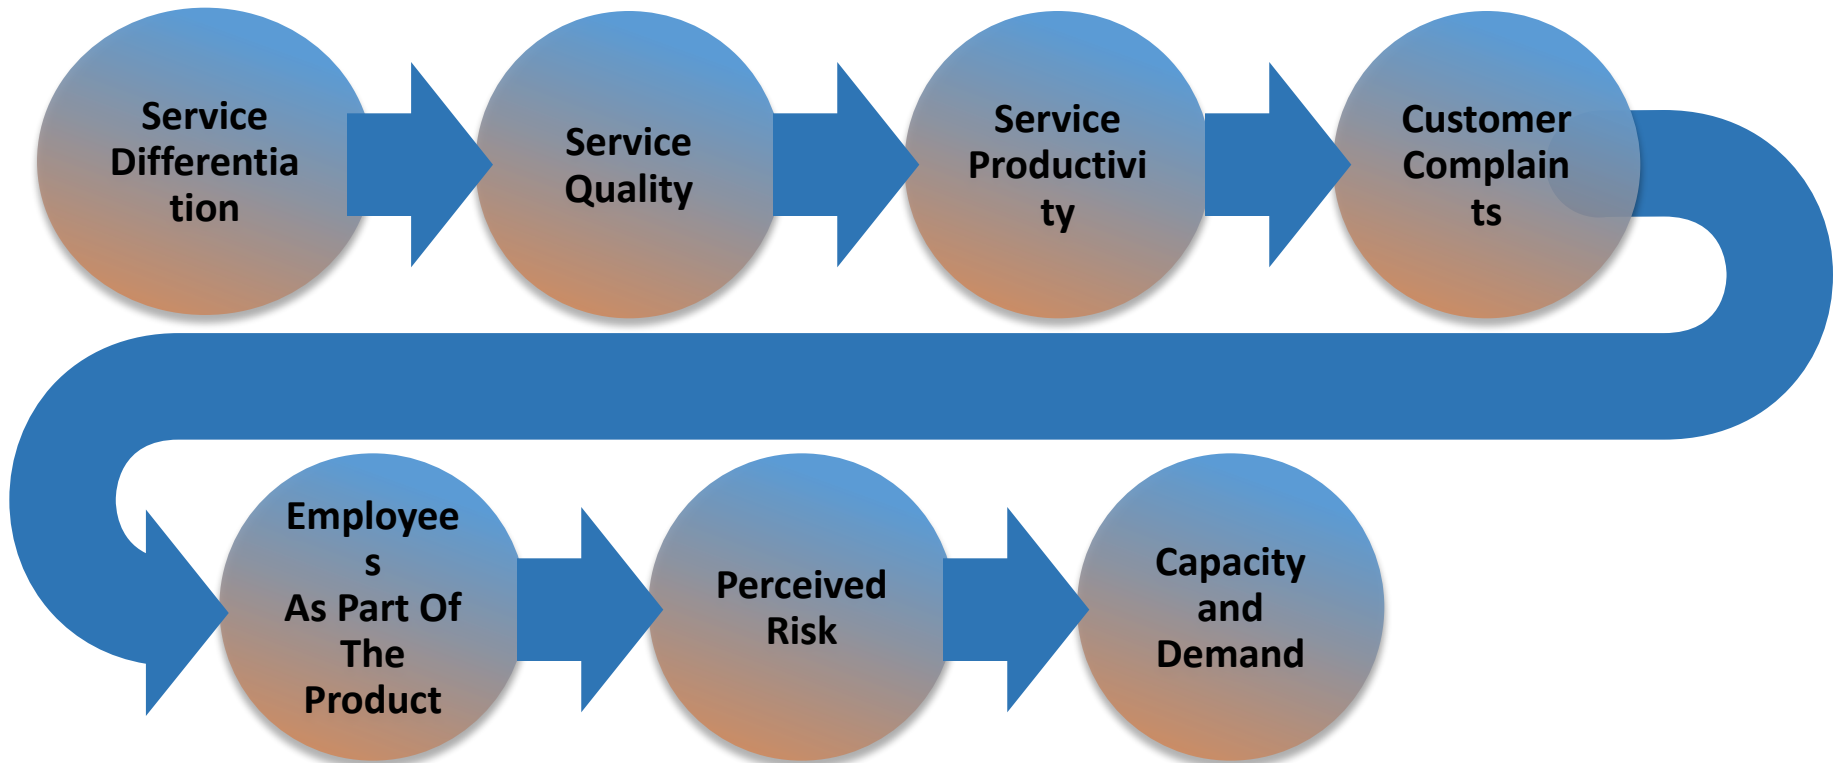 Service
Differentia
tion
Service
Quality
Service
Productivi
ty
Customer
Complain
ts
Employee
s
As Part Of
The
Product
Perceived
Risk
Capacity
and
Demand